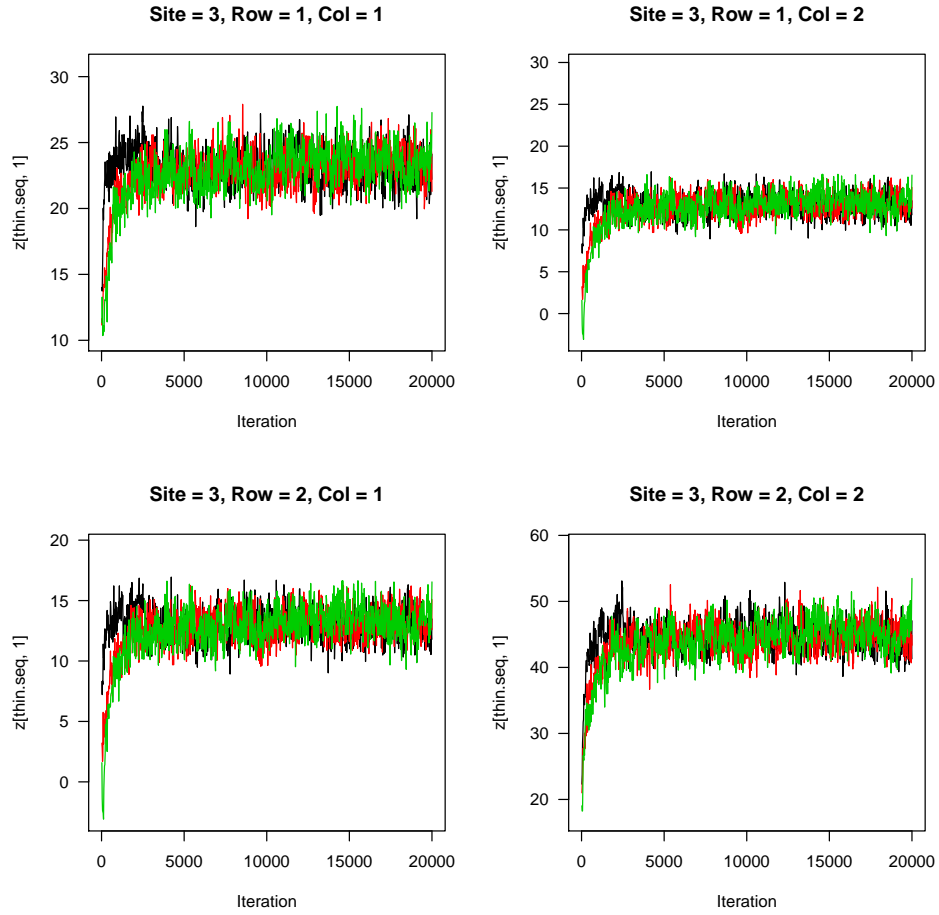 Site = 3, Row = 1, Col = 1
z[thin.seq, 1]
30
25
20
15
10
0 5000 10000 15000 20000
Iteration
Site = 3, Row = 1, Col = 2
z[thin.seq, 1]
30
25
20
15
10
5
0
0 5000 10000 15000 20000
Iteration
Site = 3, Row = 2, Col = 1
z[thin.seq, 1]
20
15
10
5
0
0 5000 10000 15000 20000
Iteration
Site = 3, Row = 2, Col = 2
z[thin.seq, 1]
60
50
40
30
20
0 5000 10000 15000 20000
Iteration